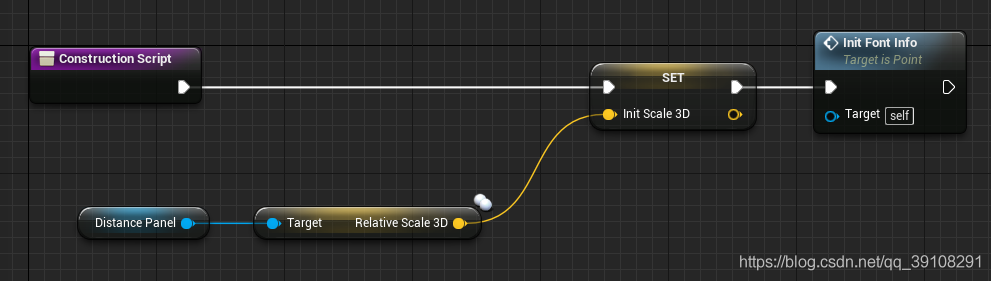 Construction Script
SET
Init Scale 3D
Init Font Info
Target is Point
Target self
Distance Panel
Target Relative Scale 3D
https://blog.csdn.net/qq_39108291